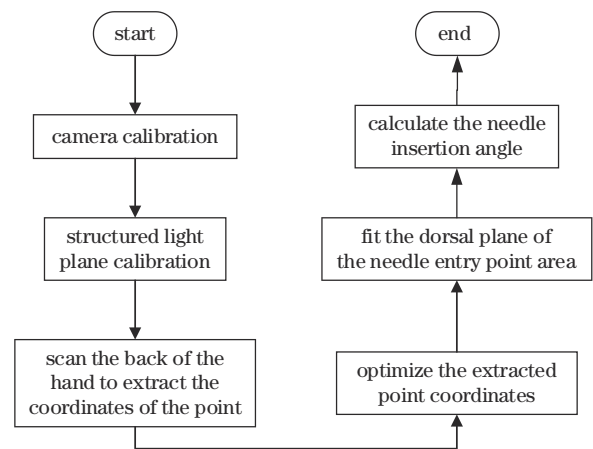 start
camera calibration
structured light
plane calibration
scan the back of the
hand to extract the
coordinates of the point
optimize the extracted
point coordinates
fit the dorsal plane of
the needle entry point area
calculate the needle
insertion angle
end